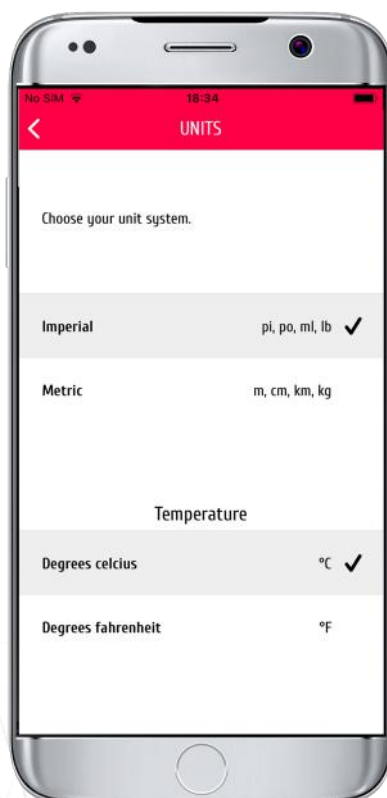 No SIM 18:34
UNITS
Choose your unit system.
Imperial pi, po, ml, lb
Metric m, cm, km, kg
Temperature
Degrees celcius °C
Degrees fahrenheit °F